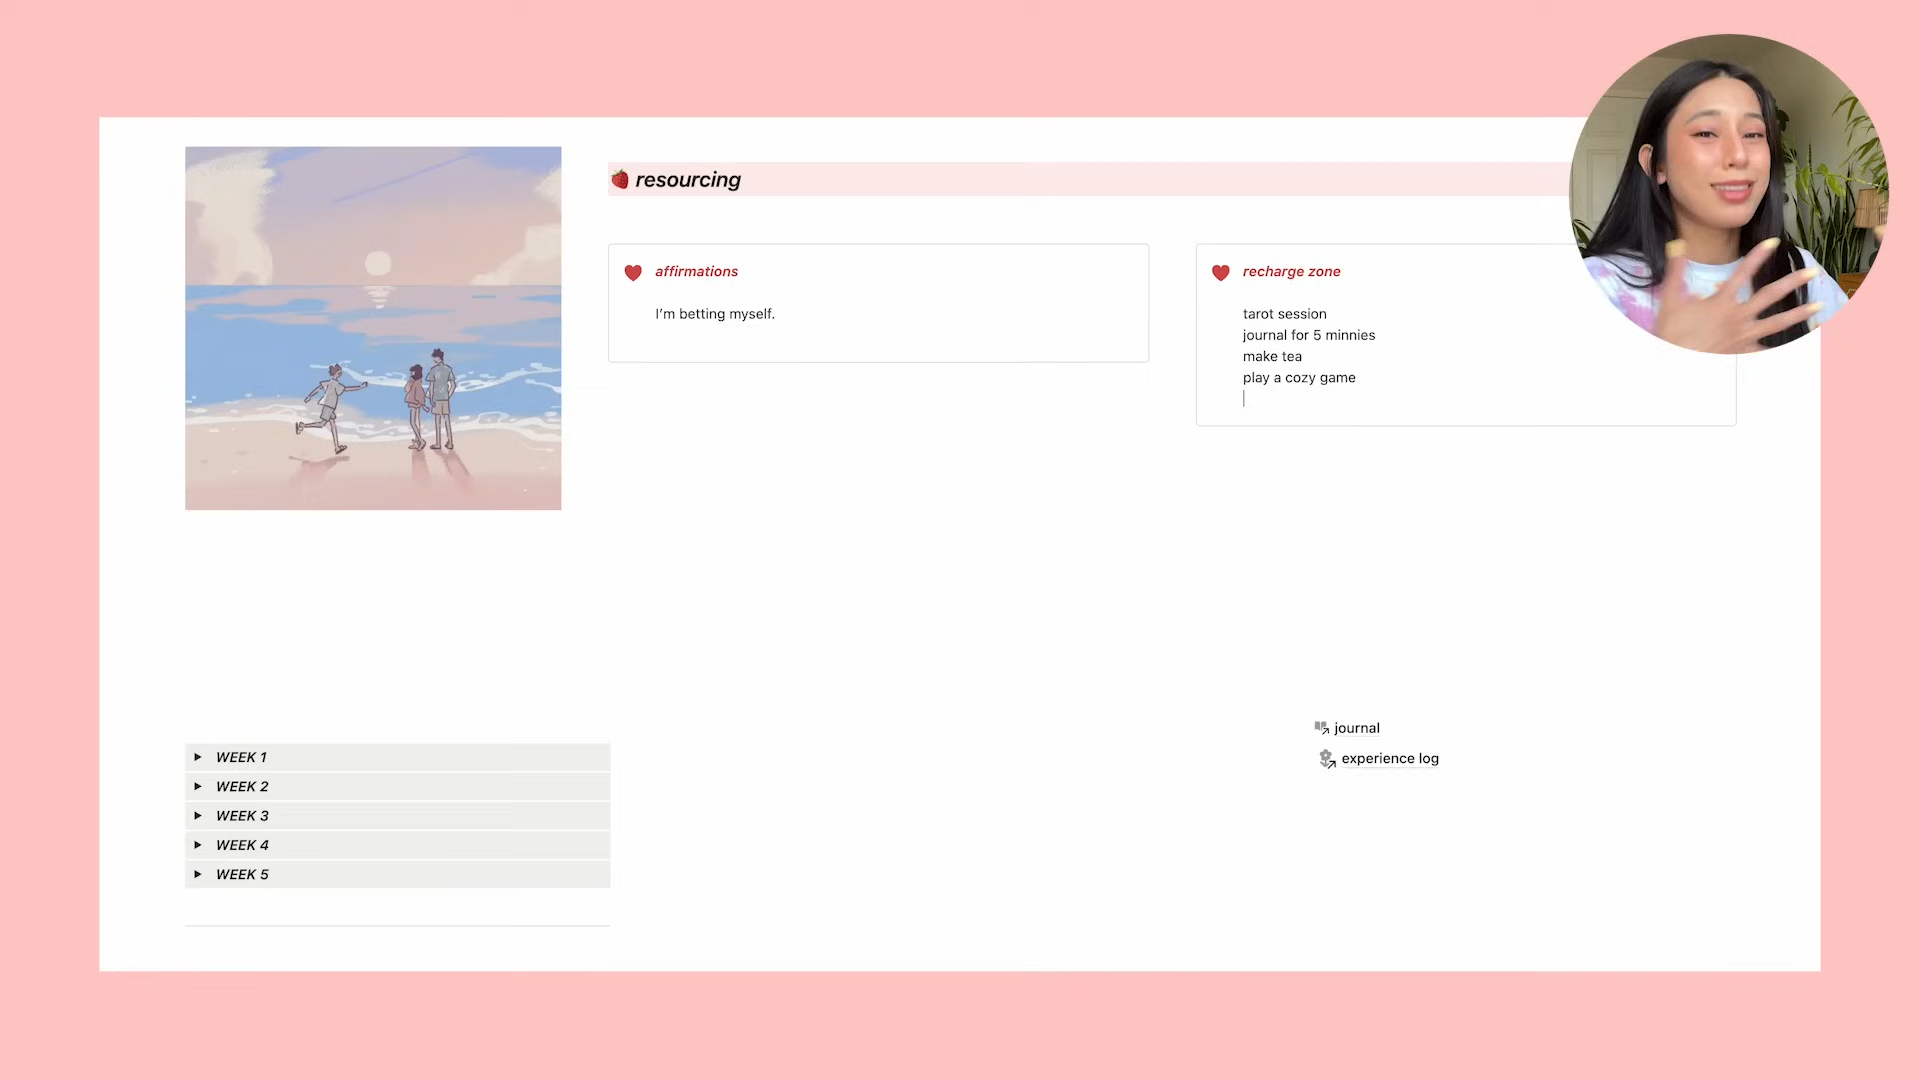 resourcing
affirmations
I'm betting myself.
recharge zone
tarot session
journal for 5 minnies
make tea
play a cozy game
journal
experience log
WEEK 1
WEEK 2
WEEK 3
WEEK 4
WEEK 5